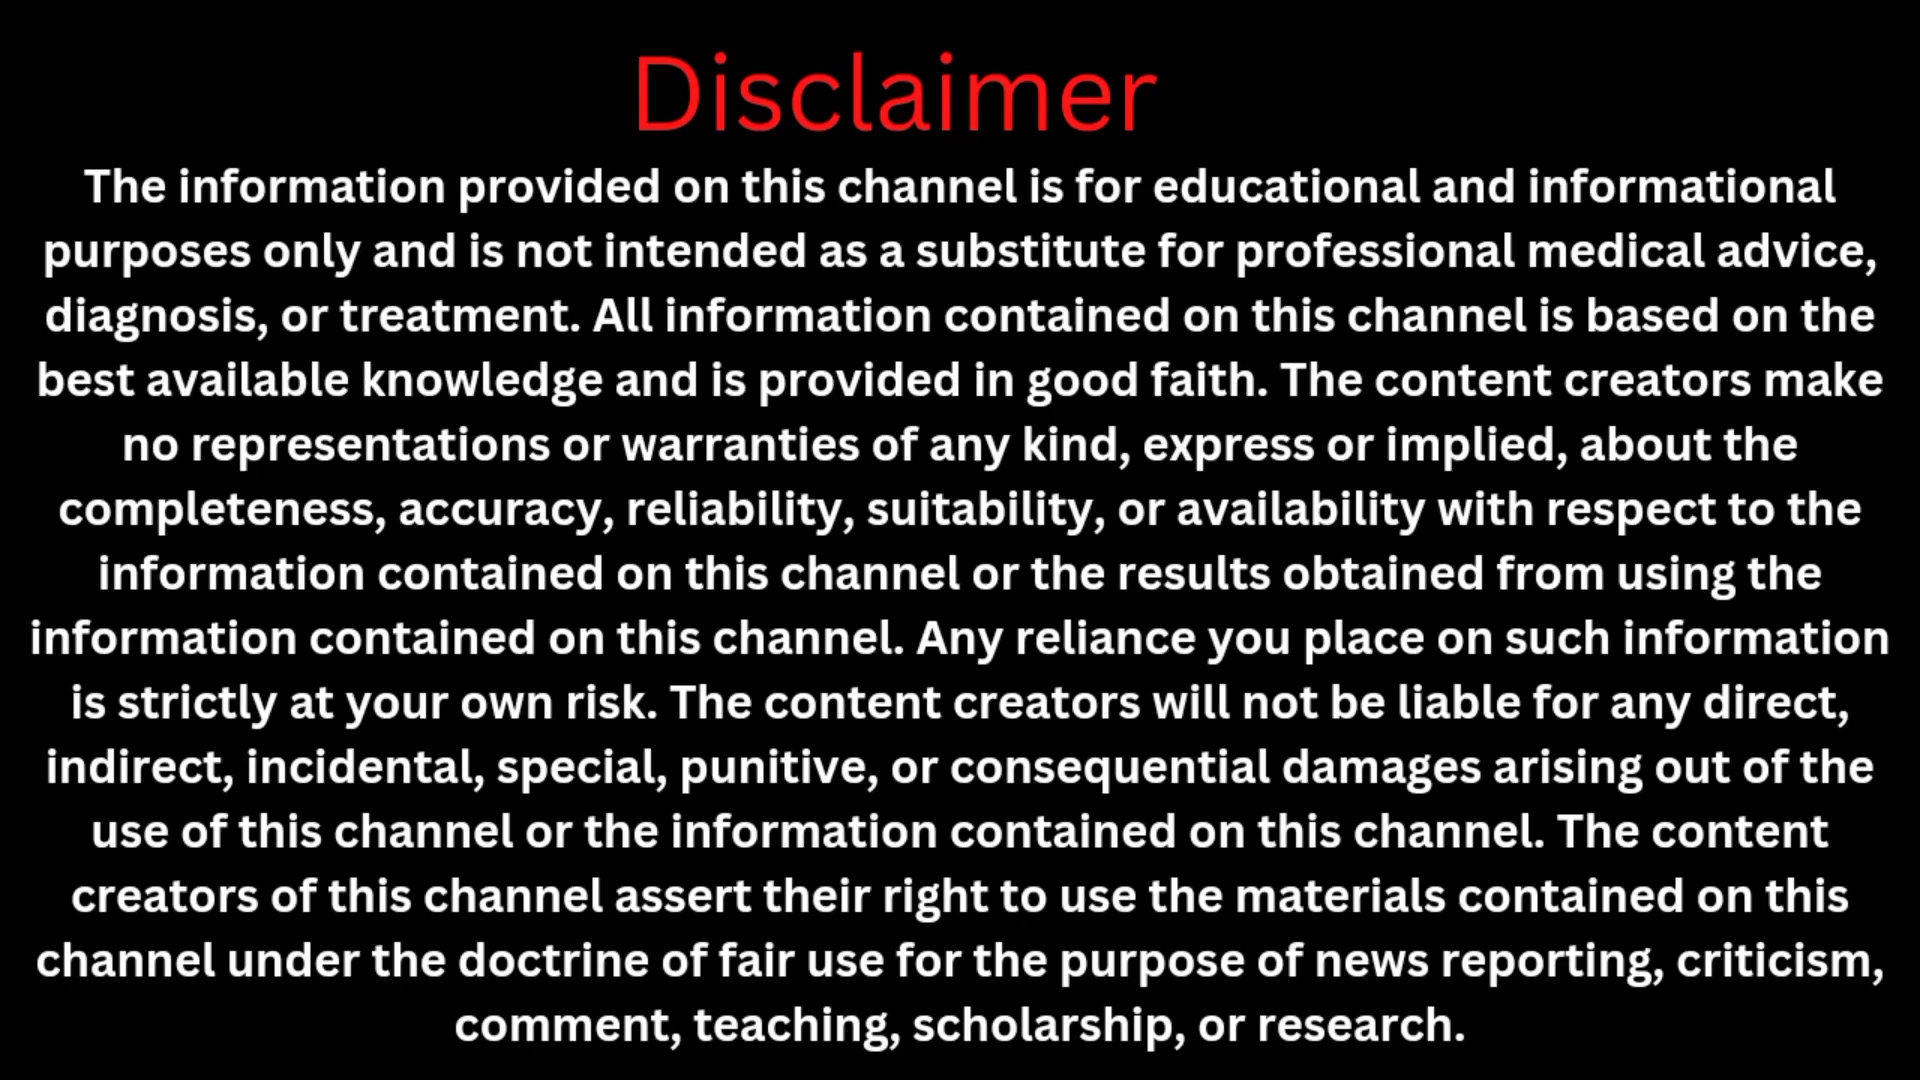 Disclaimer
The information provided on this channel is for educational and informational
purposes only and is not intended as a substitute for professional medical advice,
diagnosis, or treatment. All information contained on this channel is based on the
best available knowledge and is provided in good faith. The content creators make
no representations or warranties of any kind, express or implied, about the
completeness, accuracy, reliability, suitability, or availability with respect to the
information contained on this channel or the results obtained from using the
information contained on this channel. Any reliance you place on such information
is strictly at your own risk. The content creators will not be liable for any direct,
indirect, incidental, special, punitive, or consequential damages arising out of the
use of this channel or the information contained on this channel. The content
creators of this channel assert their right to use the materials contained on this
channel under the doctrine of fair use for the purpose of news reporting, criticism,
comment, teaching, scholarship, or research.